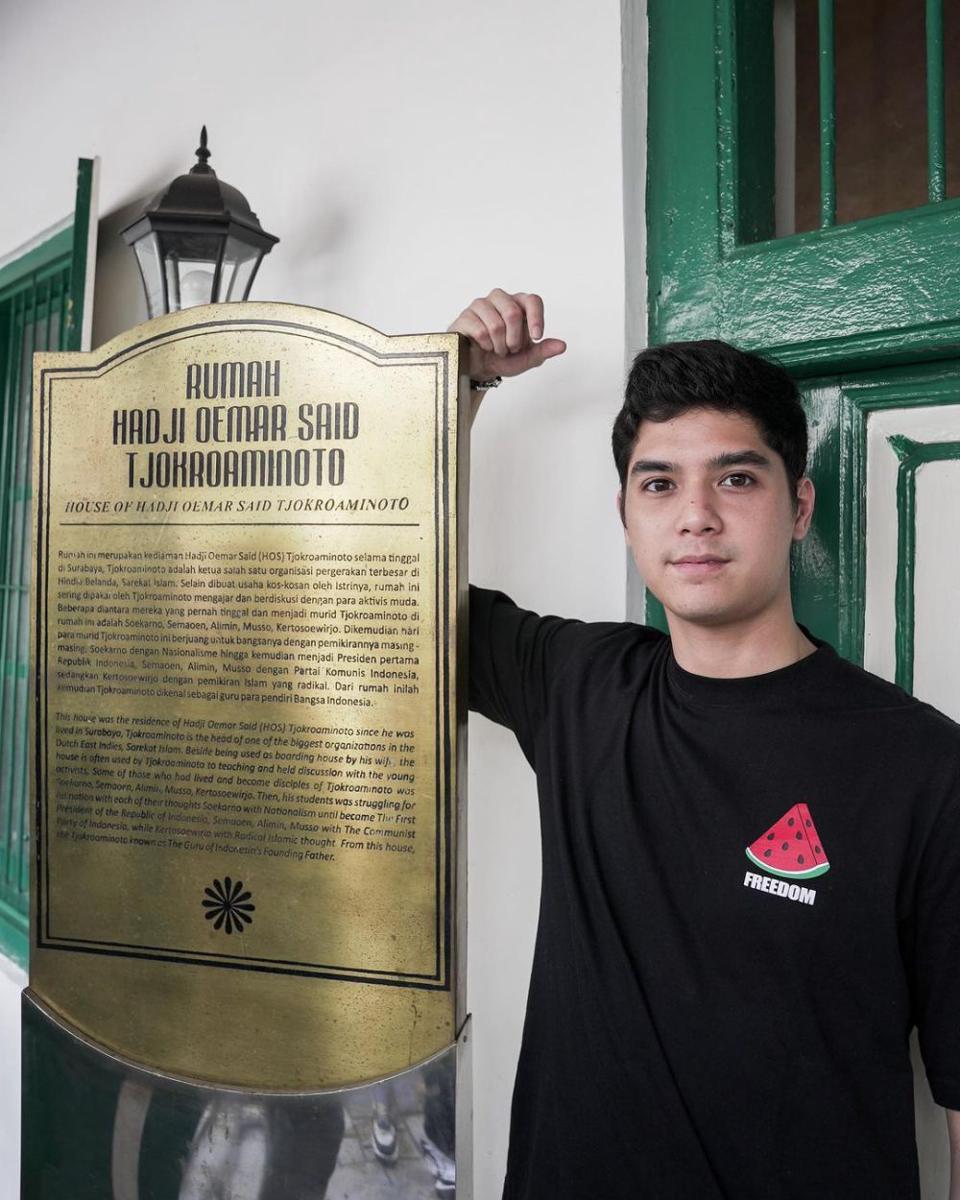 RUMAH
HADJI OEMAR SAID
TJOKROAMINOTO
HOUSE OF HADJI OEMAR SAID TJOKROAMINOTO
Rumah ini merupakan kediaman Hadji Oemar Said (HOS) Tjokroaminoto selama tinggal
di Surabaya, Tjokroaminoto adalah ketua salah satu organisasi pergerakan terbesar di
Hindia Belanda, Sarekat Islam. Selain dibuat usaha kos-kosan oleh Istrinya, rumah ini
sering dipakai oleh Tjokroaminoto mengajar dan berdiskusi dengan para aktivis muda.
Beberapa diantara mereka yang pernah tinggal dan menjadi murid Tjokroaminoto di
rumah ini adalah Soekarno, Semaoen, Alimin, Musso, Kertosoewirjo. Dikemudian hari
para murid Tjokroaminoto ini berjuang untuk bangsanya dengan pemikirannya masing -
masing. Soekarno dengan Nasionalisme hingga kemudian menjadi Presiden pertama
Republik Indonesia, Semaoen, Alimin, Musso dengan Partai Komunis Indonesia,
sedangkan Kertosoewirjo dengan pemikiran Islam yang radikal. Dari rumah inilah
kemudian Tjokroaminoto dikenal sebagai guru para pendiri Bangsa Indonesia.
This house was the residence of Hadji Oemar Said (HOS) Tjokroaminoto since he was
lived in Surabaya, Tjokroaminoto is the head of one of the biggest organizations in the
Dutch East Indies, Sarekat Islam. Beside being used as boarding house by his wife, the
house is often used by Tjokroaminoto to teaching and held discussion with the young
activists. Some of those who had lived and become disciples of Tjokroaminoto was
Soekarno, Semaoen, Alimin, Musso, Kertosoewirjo. Then, his students was struggling for
his nation with each of their thoughts Soekarno with Nationalism until became The First
President of the Republic of Indonesia, Semaoen, Alimin, Musso with The Communist
Party of Indonesia, while Kertosoewirjo with Radical Islamic thought. From this house,
the Tjokroaminoto known as The Guru of Indonesia's Founding Father.
FREEDOM